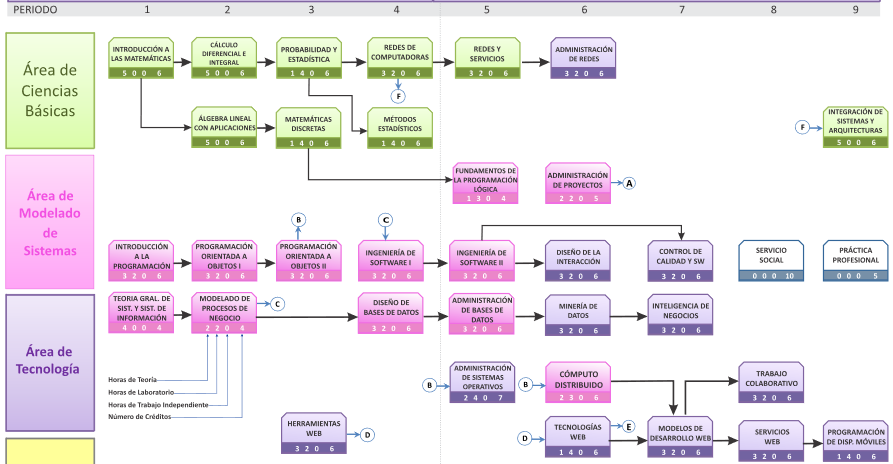 PERIODO 1 2 3 4 5 6 7 8 9
Área de
Ciencias
Básicas
INTRODUCCIÓN A
LAS MATEMÁTICAS
5 0 0 6
CÁLCULO
DIFERENCIAL E
INTEGRAL
5 0 0 6
PROBABILIDAD Y
ESTADÍSTICA
1 4 0 6
REDES DE
COMPUTADORAS
3 2 0 6
F
REDES Y
SERVICIOS
3 2 0 6
ADMINISTRACIÓN
DE REDES
3 2 0 6
ÁLGEBRA LINEAL
CON APLICACIONES
5 0 0 6
MATEMÁTICAS
DISCRETAS
1 4 0 6
MÉTODOS
ESTADÍSTICOS
1 4 0 6
F
INTEGRACIÓN DE
SISTEMAS Y
ARQUITECTURAS
5 0 0 6
Área de
Modelado
de
Sistemas
FUNDAMENTOS DE
LA PROGRAMACIÓN
LÓGICA
1 3 0 4
ADMINISTRACIÓN
DE PROYECTOS
2 2 0 5
A
B
C
INTRODUCCIÓN
A LA
PROGRAMACIÓN
3 2 0 6
PROGRAMACIÓN
ORIENTADA A
OBJETOS I
3 2 0 6
PROGRAMACIÓN
ORIENTADA A
OBJETOS II
3 2 0 6
INGENIERÍA DE
SOFTWARE I
3 2 0 6
INGENIERÍA DE
SOFTWARE II
3 2 0 6
DISEÑO DE LA
INTERACCIÓN
3 2 0 6
CONTROL DE
CALIDAD Y SW
3 2 0 6
SERVICIO
SOCIAL
0 0 0 10
PRÁCTICA
PROFESIONAL
0 0 0 5
Área de
Tecnología
TEORIA GRAL. DE
SIST. Y SIST. DE
INFORMACIÓN
4 0 0 4
MODELADO DE
PROCESOS DE
NEGOCIO
2 2 0 4
C
DISEÑO DE
BASES DE DATOS
3 2 0 6
ADMINISTRACIÓN
DE BASES DE
DATOS
3 2 0 6
MINERÍA DE
DATOS
3 2 0 6
INTELIGENCIA DE
NEGOCIOS
3 2 0 6
Horas de Teoría
Horas de Laboratorio
Horas de Trabajo Independiente
Número de Créditos
B
ADMINISTRACIÓN
DE SISTEMAS
OPERATIVOS
2 4 0 7
B
CÓMPUTO
DISTRIBUIDO
2 3 0 6
TRABAJO
COLABORATIVO
3 2 0 6
HERRAMIENTAS
WEB
3 2 0 6
D
D
TECNOLOGÍAS
WEB
1 4 0 6
E
MODELOS DE
DESARROLLO WEB
3 2 0 6
SERVICIOS
WEB
3 2 0 6
PROGRAMACIÓN
DE DISP. MÓVILES
1 4 0 6